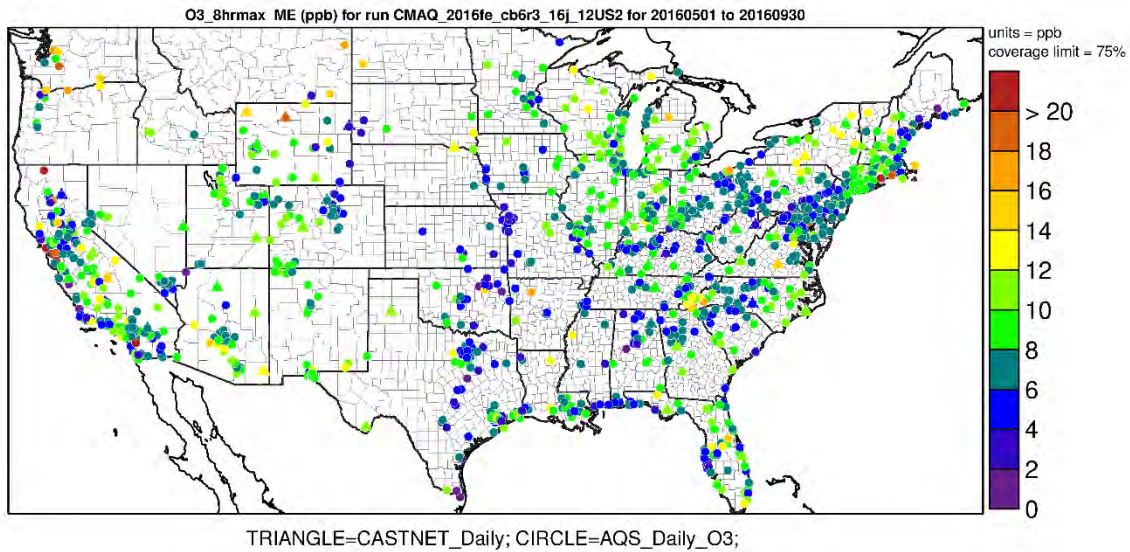 O3_8hrmax ME (ppb) for run CMAQ_2016fe_cb6r3_16j_12US2 for 20160501 to 20160930
units = ppb
coverage limit = 75%
> 20
18
16
14
12
10
8
6
4
2
0
TRIANGLE=CASTNET_Daily; CIRCLE=AQS_Daily_O3;